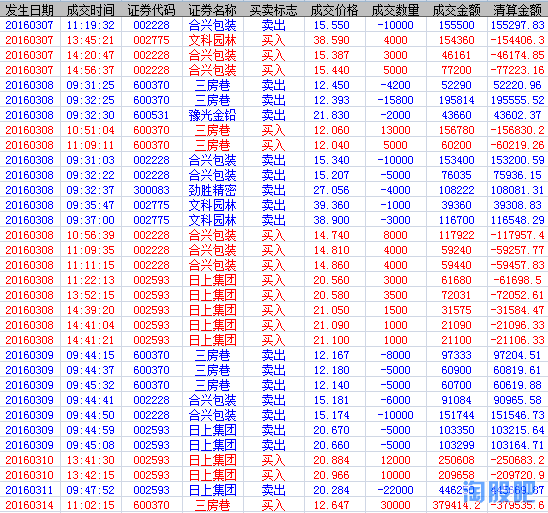 发生日期 成交时间 证券代码 证券名称 买卖标志 成交价格 成交数量 成交金额 清算金额
20160307 11:19:32 002228 合兴包装 卖出 15.550 -10000 155500 155297.83
20160307 13:45:21 002775 文科园林 买入 38.590 4000 154360 -154406.3
20160307 14:20:47 002228 合兴包装 买入 15.387 3000 46161 -46174.85
20160307 14:56:37 002228 合兴包装 买入 15.440 5000 77200 -77223.16
20160308 09:31:25 600370 三房巷 卖出 12.450 -4200 52290 52220.96
20160308 09:32:25 600370 三房巷 卖出 12.393 -15800 195814 195555.52
20160308 09:32:30 600531 豫光金铅 卖出 21.830 -2000 43660 43602.37
20160308 10:51:04 600370 三房巷 买入 12.060 13000 156780 -156830.2
20160308 11:09:11 600370 三房巷 买入 12.040 5000 60200 -60219.26
20160308 09:31:03 002228 合兴包装 卖出 15.340 -10000 153400 153200.59
20160308 09:32:22 002228 合兴包装 卖出 15.207 -5000 76035 75936.15
20160308 09:32:37 300083 劲胜精密 卖出 27.056 -4000 108222 108081.31
20160308 09:35:47 002775 文科园林 卖出 39.360 -1000 39360 39308.83
20160308 09:37:00 002775 文科园林 卖出 38.900 -3000 116700 116548.29
20160308 10:56:39 002228 合兴包装 买入 14.740 8000 117922 -117957.4
20160308 11:09:35 002228 合兴包装 买入 14.810 4000 59240 -59257.77
20160308 11:11:15 002228 合兴包装 买入 14.860 4000 59440 -59457.83
20160308 11:22:13 002593 日上集团 买入 20.560 3000 61680 -61698.5
20160308 13:52:15 002593 日上集团 买入 20.580 3500 72031 -72052.61
20160308 14:39:20 002593 日上集团 买入 21.050 1500 31575 -31584.47
20160308 14:41:04 002593 日上集团 买入 21.090 1000 21090 -21096.33
20160308 14:41:21 002593 日上集团 买入 21.100 1000 21100 -21106.33
20160309 09:44:15 600370 三房巷 卖出 12.167 -8000 97333 97204.51
20160309 09:44:37 600370 三房巷 卖出 12.180 -5000 60900 60819.61
20160309 09:45:32 600370 三房巷 卖出 12.140 -5000 60700 60619.88
20160309 09:44:41 002228 合兴包装 卖出 15.181 -6000 91084 90965.58
20160309 09:44:50 002228 合兴包装 卖出 15.174 -10000 151744 151546.73
20160309 09:44:59 002593 日上集团 卖出 20.670 -5000 103350 103215.64
20160309 09:45:08 002593 日上集团 卖出 20.660 -5000 103299 103164.71
20160310 13:41:30 002593 日上集团 买入 20.884 12000 250608 -250683.2
20160310 13:42:15 002593 日上集团 买入 20.966 10000 209658 -209720.9
20160311 09:47:52 002593 日上集团 卖出 20.284 -22000
20160314 11:02:15 600370 三房巷 买入 12.647 30000 379414.2 -379535.6
淘股吧